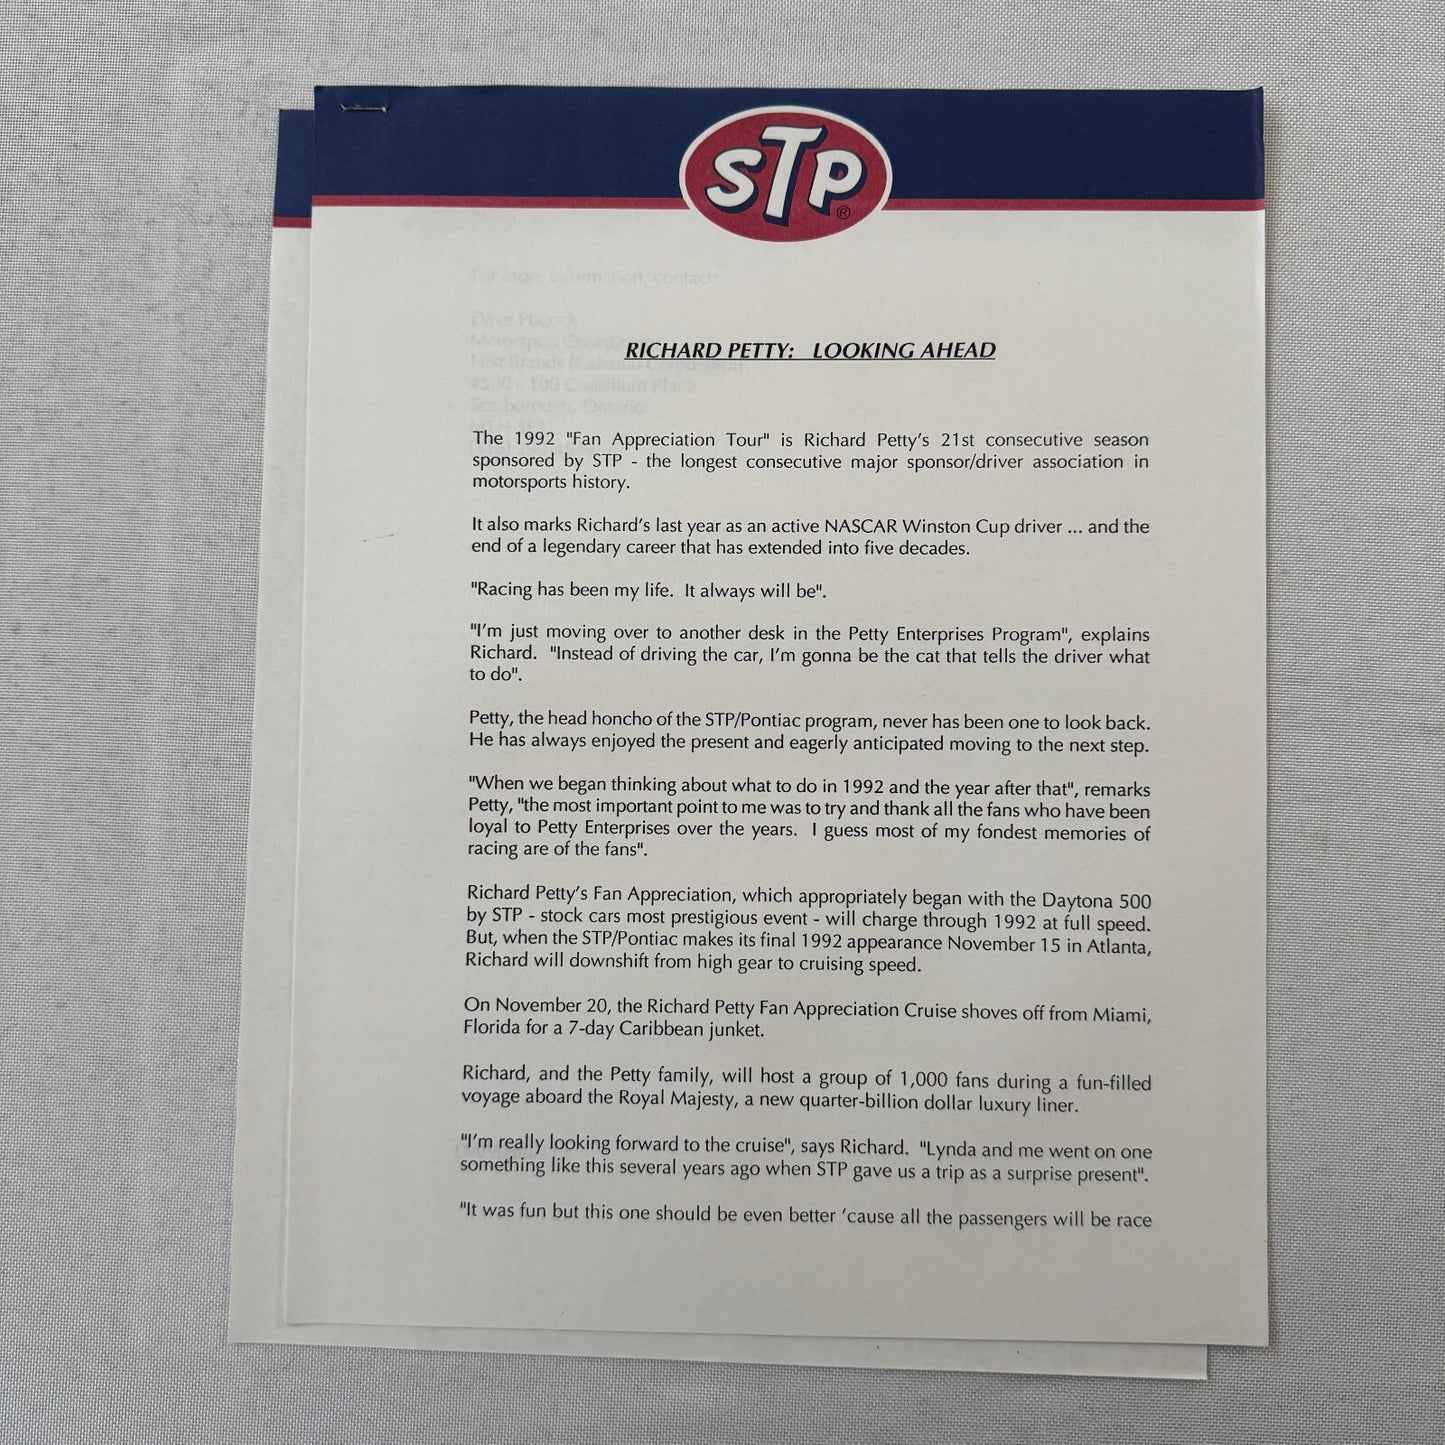 STP®
For more information, contact:
Dave Pocock
#500 - 100 Consilium Place
Scarborough, Ontario
RICHARD PETTY: LOOKING AHEAD
The 1992 "Fan Appreciation Tour" is Richard Petty's 21st consecutive season
sponsored by STP - the longest consecutive major sponsor/driver association in
motorsports history.
It also marks Richard's last year as an active NASCAR Winston Cup driver ... and the
end of a legendary career that has extended into five decades.
"Racing has been my life. It always will be".
"I'm just moving over to another desk in the Petty Enterprises Program", explains
Richard. "Instead of driving the car, I'm gonna be the cat that tells the driver what
to do".
Petty, the head honcho of the STP/Pontiac program, never has been one to look back.
He has always enjoyed the present and eagerly anticipated moving to the next step.
"When we began thinking about what to do in 1992 and the year after that", remarks
Petty, "the most important point to me was to try and thank all the fans who have been
loyal to Petty Enterprises over the years. I guess most of my fondest memories of
racing are of the fans".
Richard Petty's Fan Appreciation, which appropriately began with the Daytona 500
by STP - stock cars most prestigious event - will charge through 1992 at full speed.
But, when the STP/Pontiac makes its final 1992 appearance November 15 in Atlanta,
Richard will downshift from high gear to cruising speed.
On November 20, the Richard Petty Fan Appreciation Cruise shoves off from Miami,
Florida for a 7-day Caribbean junket.
Richard, and the Petty family, will host a group of 1,000 fans during a fun-filled
voyage aboard the Royal Majesty, a new quarter-billion dollar luxury liner.
"I'm really looking forward to the cruise", says Richard. "Lynda and me went on one
something like this several years ago when STP gave us a trip as a surprise present".
"It was fun but this one should be even better 'cause all the passengers will be race